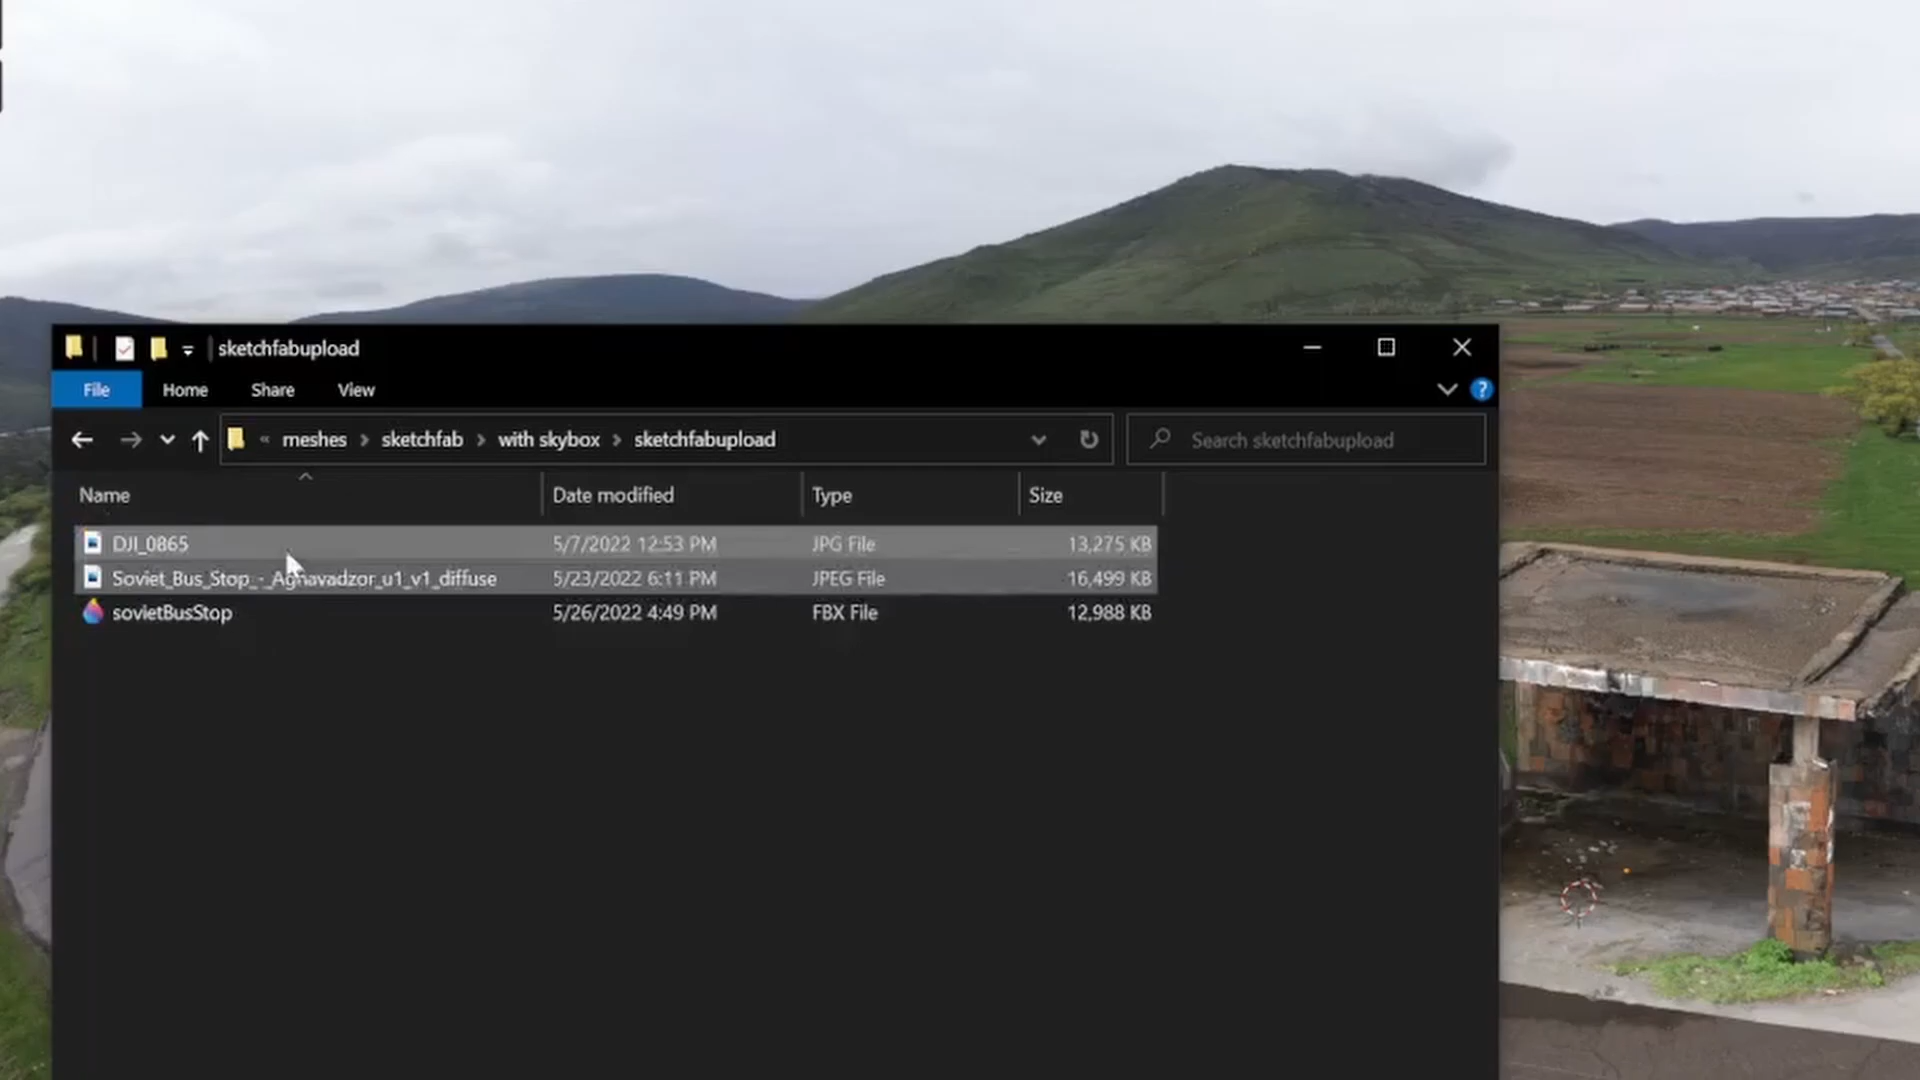 sketchfabupload
File Home Share View
« meshes > sketchfab > with skybox > sketchfabupload Search sketchfabupload
Name Date modified Type Size
DJI_0865 5/7/2022 12:53 PM JPG File 13,275 KB
Soviet_Bus_Stop_-_Aghavadzor_u1_v1_diffuse 5/23/2022 6:11 PM JPEG File 16,499 KB
sovietBusStop 5/26/2022 4:49 PM FBX File 12,988 KB